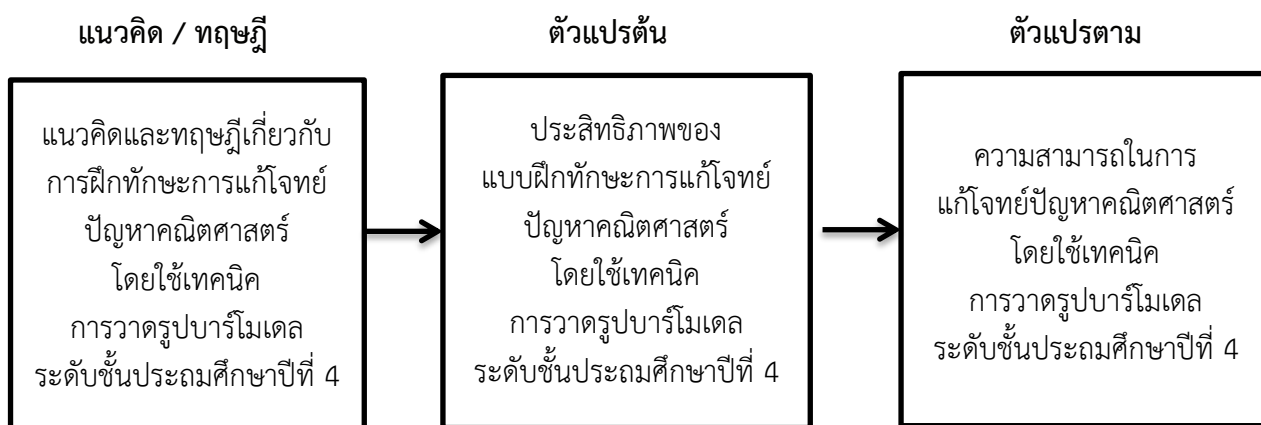 แนวคิด / ทฤษฎี
ตัวแปรต้น
ตัวแปรตาม
แนวคิดและทฤษฎีเกี่ยวกับ
การฝึกทักษะการแก้โจทย์
ปัญหาคณิตศาสตร์
โดยใช้เทคนิค
การวาดรูปบาร์โมเดล
ระดับชั้นประถมศึกษาปีที่ 4
ประสิทธิภาพของ
แบบฝึกทักษะการแก้โจทย์
ปัญหาคณิตศาสตร์
โดยใช้เทคนิค
การวาดรูปบาร์โมเดล
ระดับชั้นประถมศึกษาปีที่ 4
ความสามารถในการ
แก้โจทย์ปัญหาคณิตศาสตร์
โดยใช้เทคนิค
การวาดรูปบาร์โมเดล
ระดับชั้นประถมศึกษาปีที่ 4